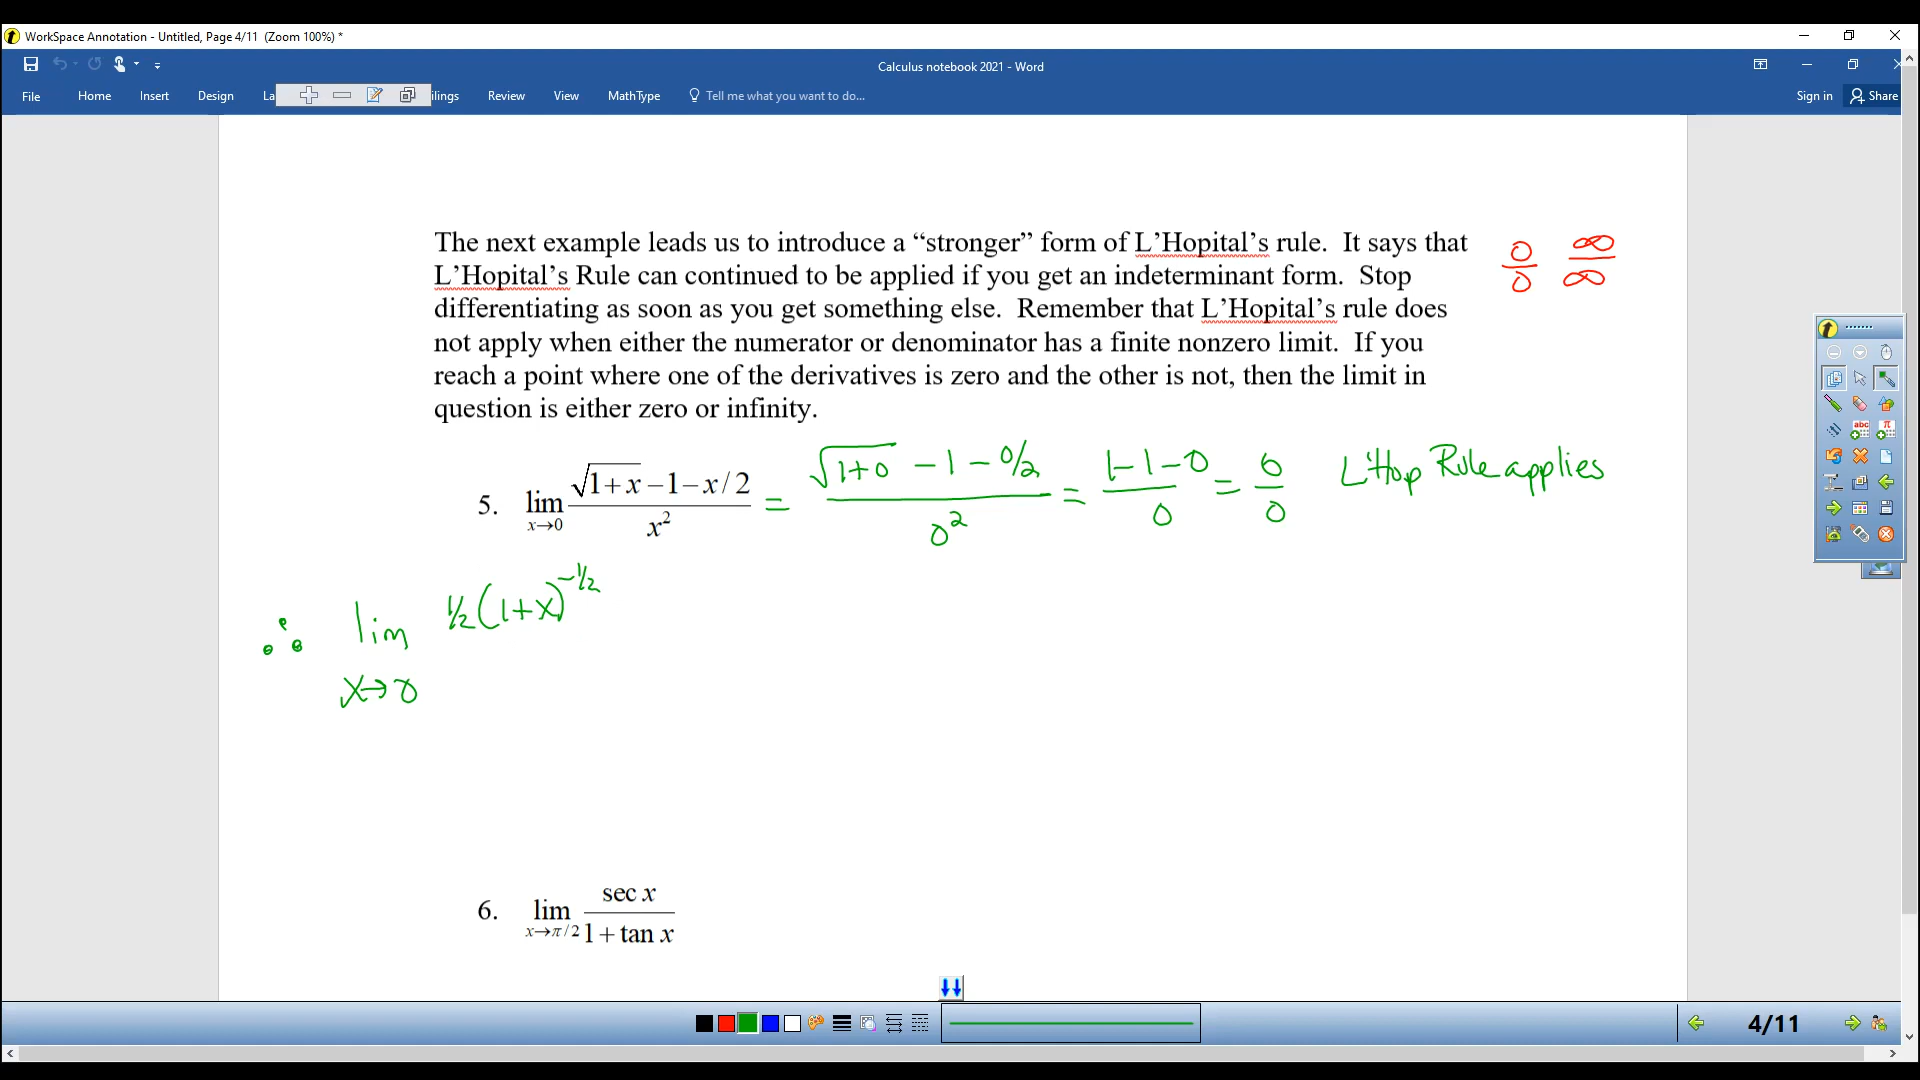 WorkSpace Annotation - Untitled, Page 4/11 (Zoom 100%) *
Calculus notebook 2021 - Word
File Home Insert Design La ilings Review View MathType Tell me what you want to do... Sign in Share
The next example leads us to introduce a “stronger” form of L’Hopital’s rule. It says that
L’Hopital’s Rule can continued to be applied if you get an indeterminant form. Stop
differentiating as soon as you get something else. Remember that L’Hopital’s rule does
not apply when either the numerator or denominator has a finite nonzero limit. If you
reach a point where one of the derivatives is zero and the other is not, then the limit in
question is either zero or infinity.
0/0 ∞/∞
5. lim x→0 (√(1+x) −1−x/2)/x² = (√(1+0) −1−0/2)/0² = (1−1−0)/0 = 0/0 L'Hop Rule applies
∴ lim x→0 ½(1+x)^−½
6. lim x→π/2 sec x/(1+tan x)
abc π
4/11